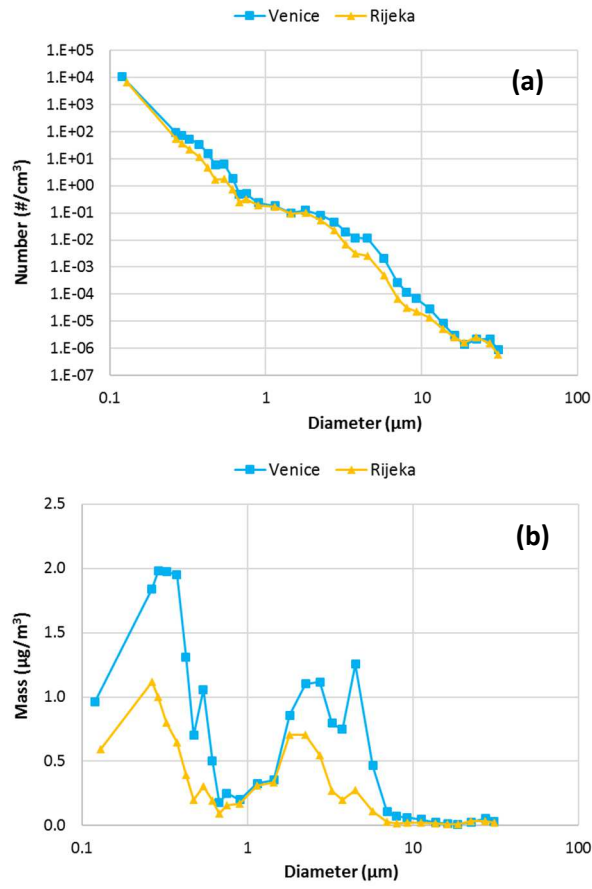 Venice Rijeka
(a)
1.E+05
1.E+04
1.E+03
1.E+02
1.E+01
1.E+00
1.E-01
1.E-02
1.E-03
1.E-04
1.E-05
1.E-06
1.E-07
Number (#/cm³)
0.1 1 10 100
Diameter (µm)
Venice Rijeka
(b)
2.5
2.0
1.5
1.0
0.5
0.0
Mass (µg/m³)
0.1 1 10 100
Diameter (µm)